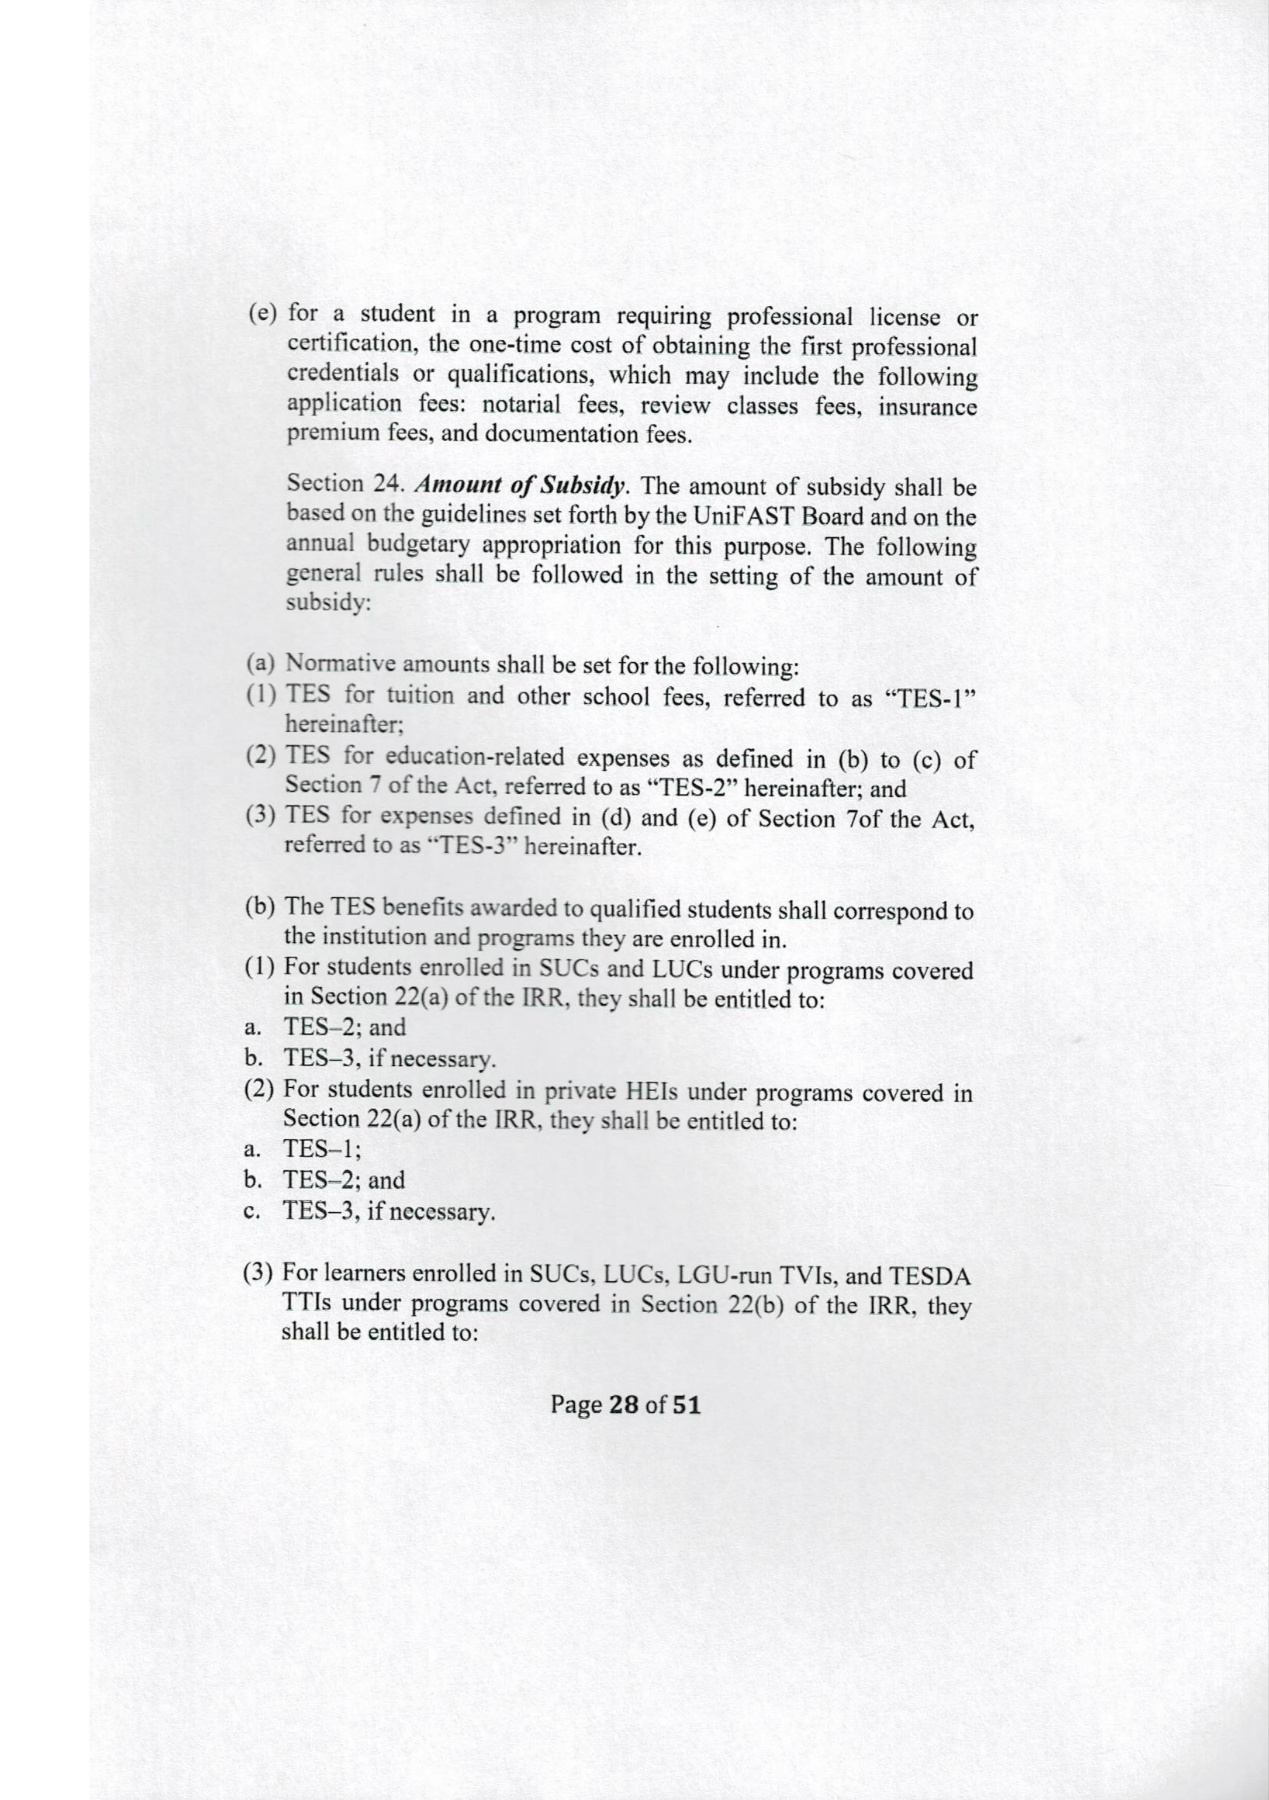 (e) for a student in a program requiring professional license or
certification, the one-time cost of obtaining the first professional
credentials or qualifications, which may include the following
application fees: notarial fees, review classes fees, insurance
premium fees, and documentation fees.
Section 24. Amount of Subsidy. The amount of subsidy shall be
based on the guidelines set forth by the UniFAST Board and on the
annual budgetary appropriation for this purpose. The following
general rules shall be followed in the setting of the amount of
subsidy:
(a) Normative amounts shall be set for the following:
(1) TES for tuition and other school fees, referred to as “TES-1”
hereinafter;
(2) TES for education-related expenses as defined in (b) to (c) of
Section 7 of the Act, referred to as “TES-2” hereinafter; and
(3) TES for expenses defined in (d) and (e) of Section 7of the Act,
referred to as “TES-3” hereinafter.
(b) The TES benefits awarded to qualified students shall correspond to
the institution and programs they are enrolled in.
(1) For students enrolled in SUCs and LUCs under programs covered
in Section 22(a) of the IRR, they shall be entitled to:
a. TES–2; and
b. TES–3, if necessary.
(2) For students enrolled in private HEIs under programs covered in
Section 22(a) of the IRR, they shall be entitled to:
a. TES–1;
b. TES–2; and
c. TES–3, if necessary.
(3) For learners enrolled in SUCs, LUCs, LGU-run TVIs, and TESDA
TTIs under programs covered in Section 22(b) of the IRR, they
shall be entitled to:
Page 28 of 51